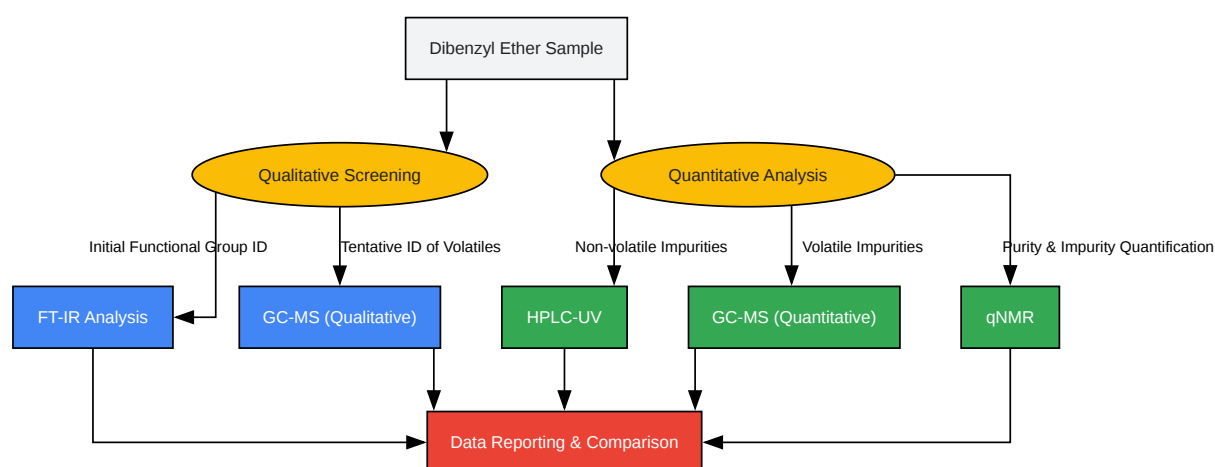 Dibenzyl Ether Sample
Qualitative Screening
Quantitative Analysis
Initial Functional Group ID
Tentative ID of Volatiles
Non-volatile Impurities
Volatile Impurities
Purity & Impurity Quantification
FT-IR Analysis
GC-MS (Qualitative)
HPLC-UV
GC-MS (Quantitative)
qNMR
Data Reporting & Comparison